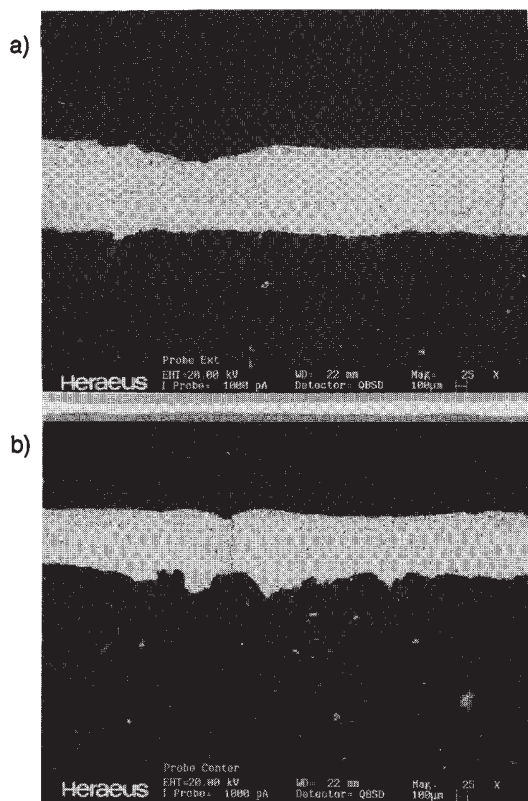 a)
Probe Ext
Heraeus EHT=20.00 kV WD= 22 mm Mag= 25 X
I Probe= 1000 pA Detector= QBSD 100µm
b)
Probe Center
Heraeus EHT=20.00 kV WD= 22 mm Mag. 25 X
I Probe= 1000 pA Detector= QBSD 100µm